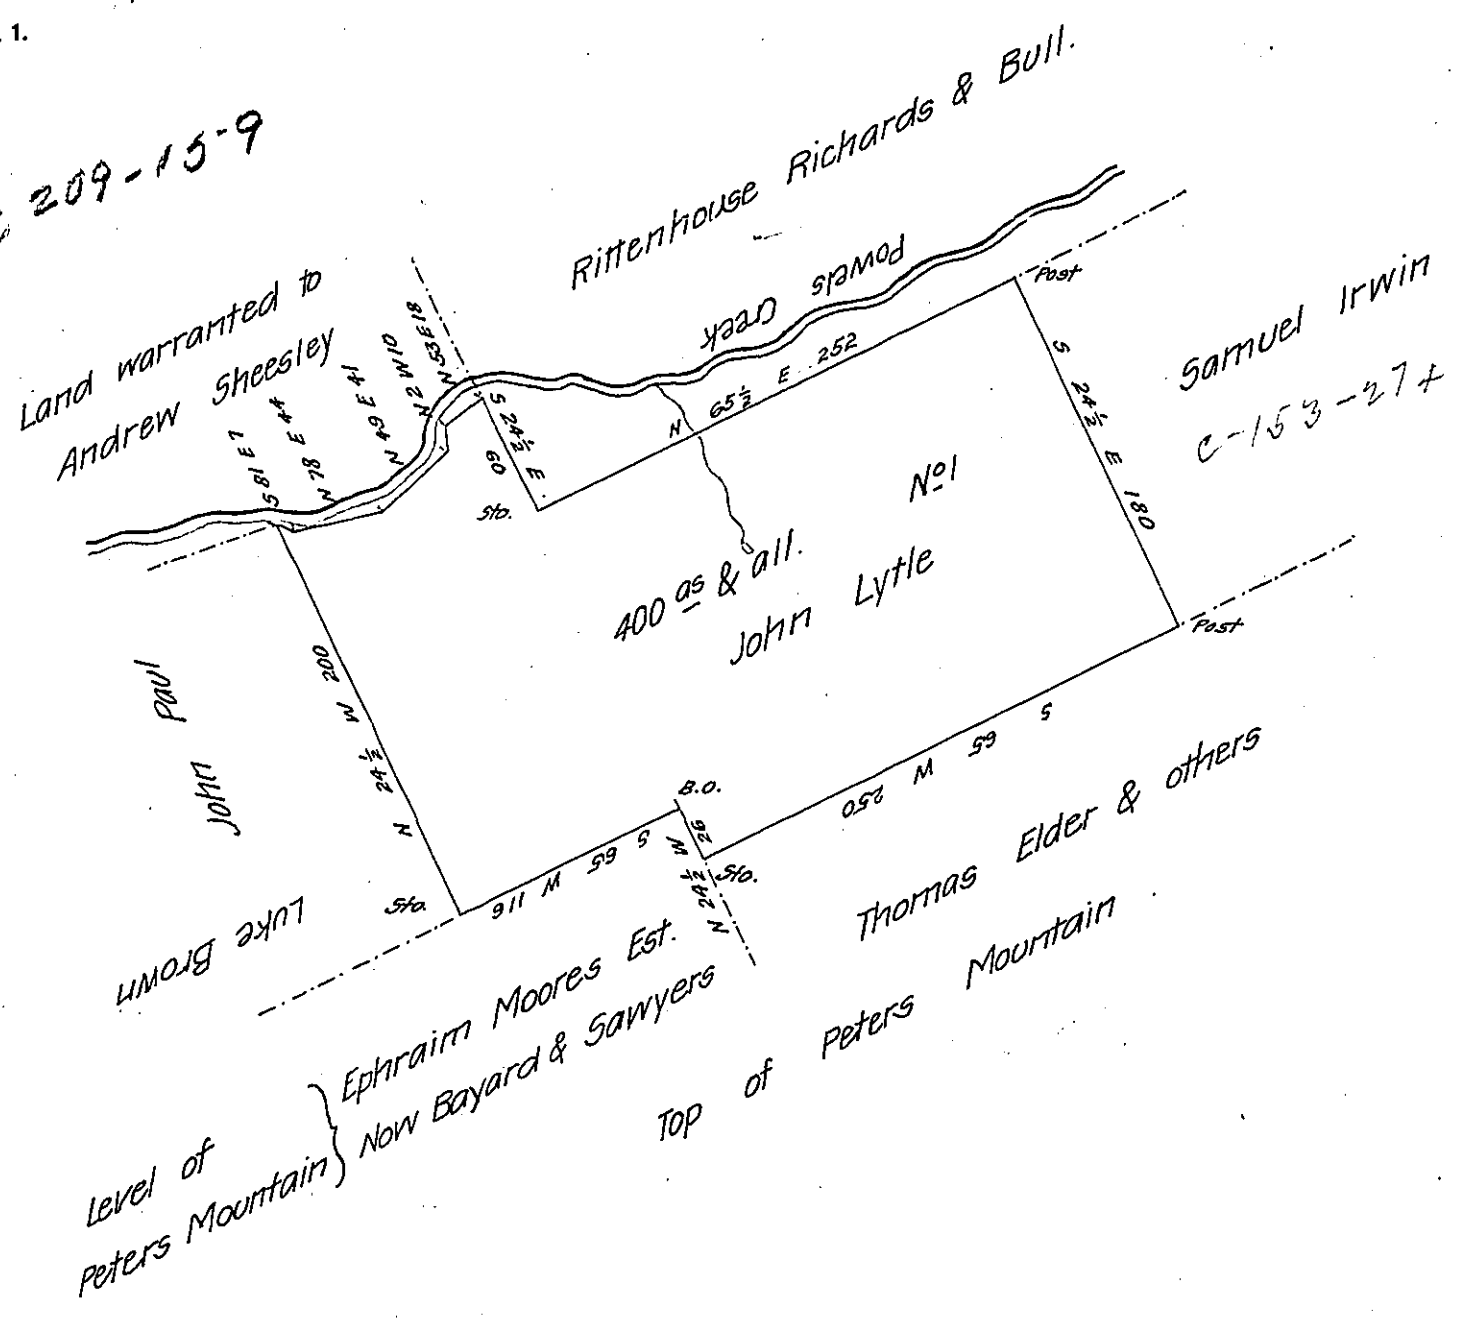 1.
209-15-9
Rittenhouse Richards & Bull.
Land warranted to
Andrew Sheesley
S 81 E 7
N 78 E 44
N 49 E 41
N 2 W 10
N 53 E 18
Powels
Creek
Post
Samuel Irwin
C-153-27
S 24½ E
60
Sto.
N 65½ E 252
S 24½ E 180
No 1
400 as & all.
John Lytle
Post
John Paul
N 24½ W 200
S 65 W 250
B.O.
N 24½ W 26
Sto.
S 65 W 116
Sto.
Luke Brown
Thomas Elder & others
Ephraim Moores Est.
Now Bayard & Sawyers
Level of
Peters Mountain
Top of Peters Mountain